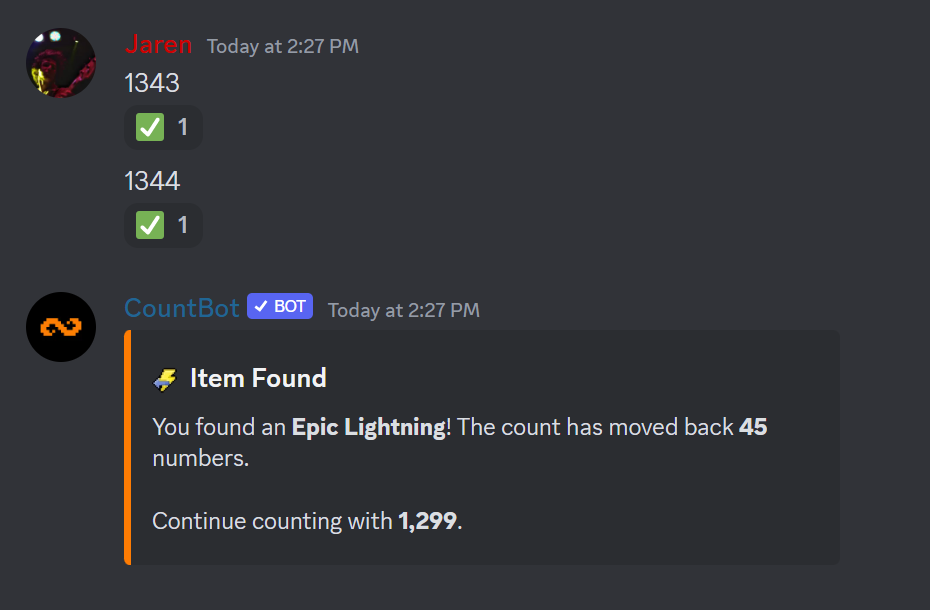 Jaren Today at 2:27 PM
1343
✅ 1
1344
✅ 1
CountBot ✓ BOT Today at 2:27 PM
⚡ Item Found
You found an Epic Lightning! The count has moved back 45
numbers.
Continue counting with 1,299.